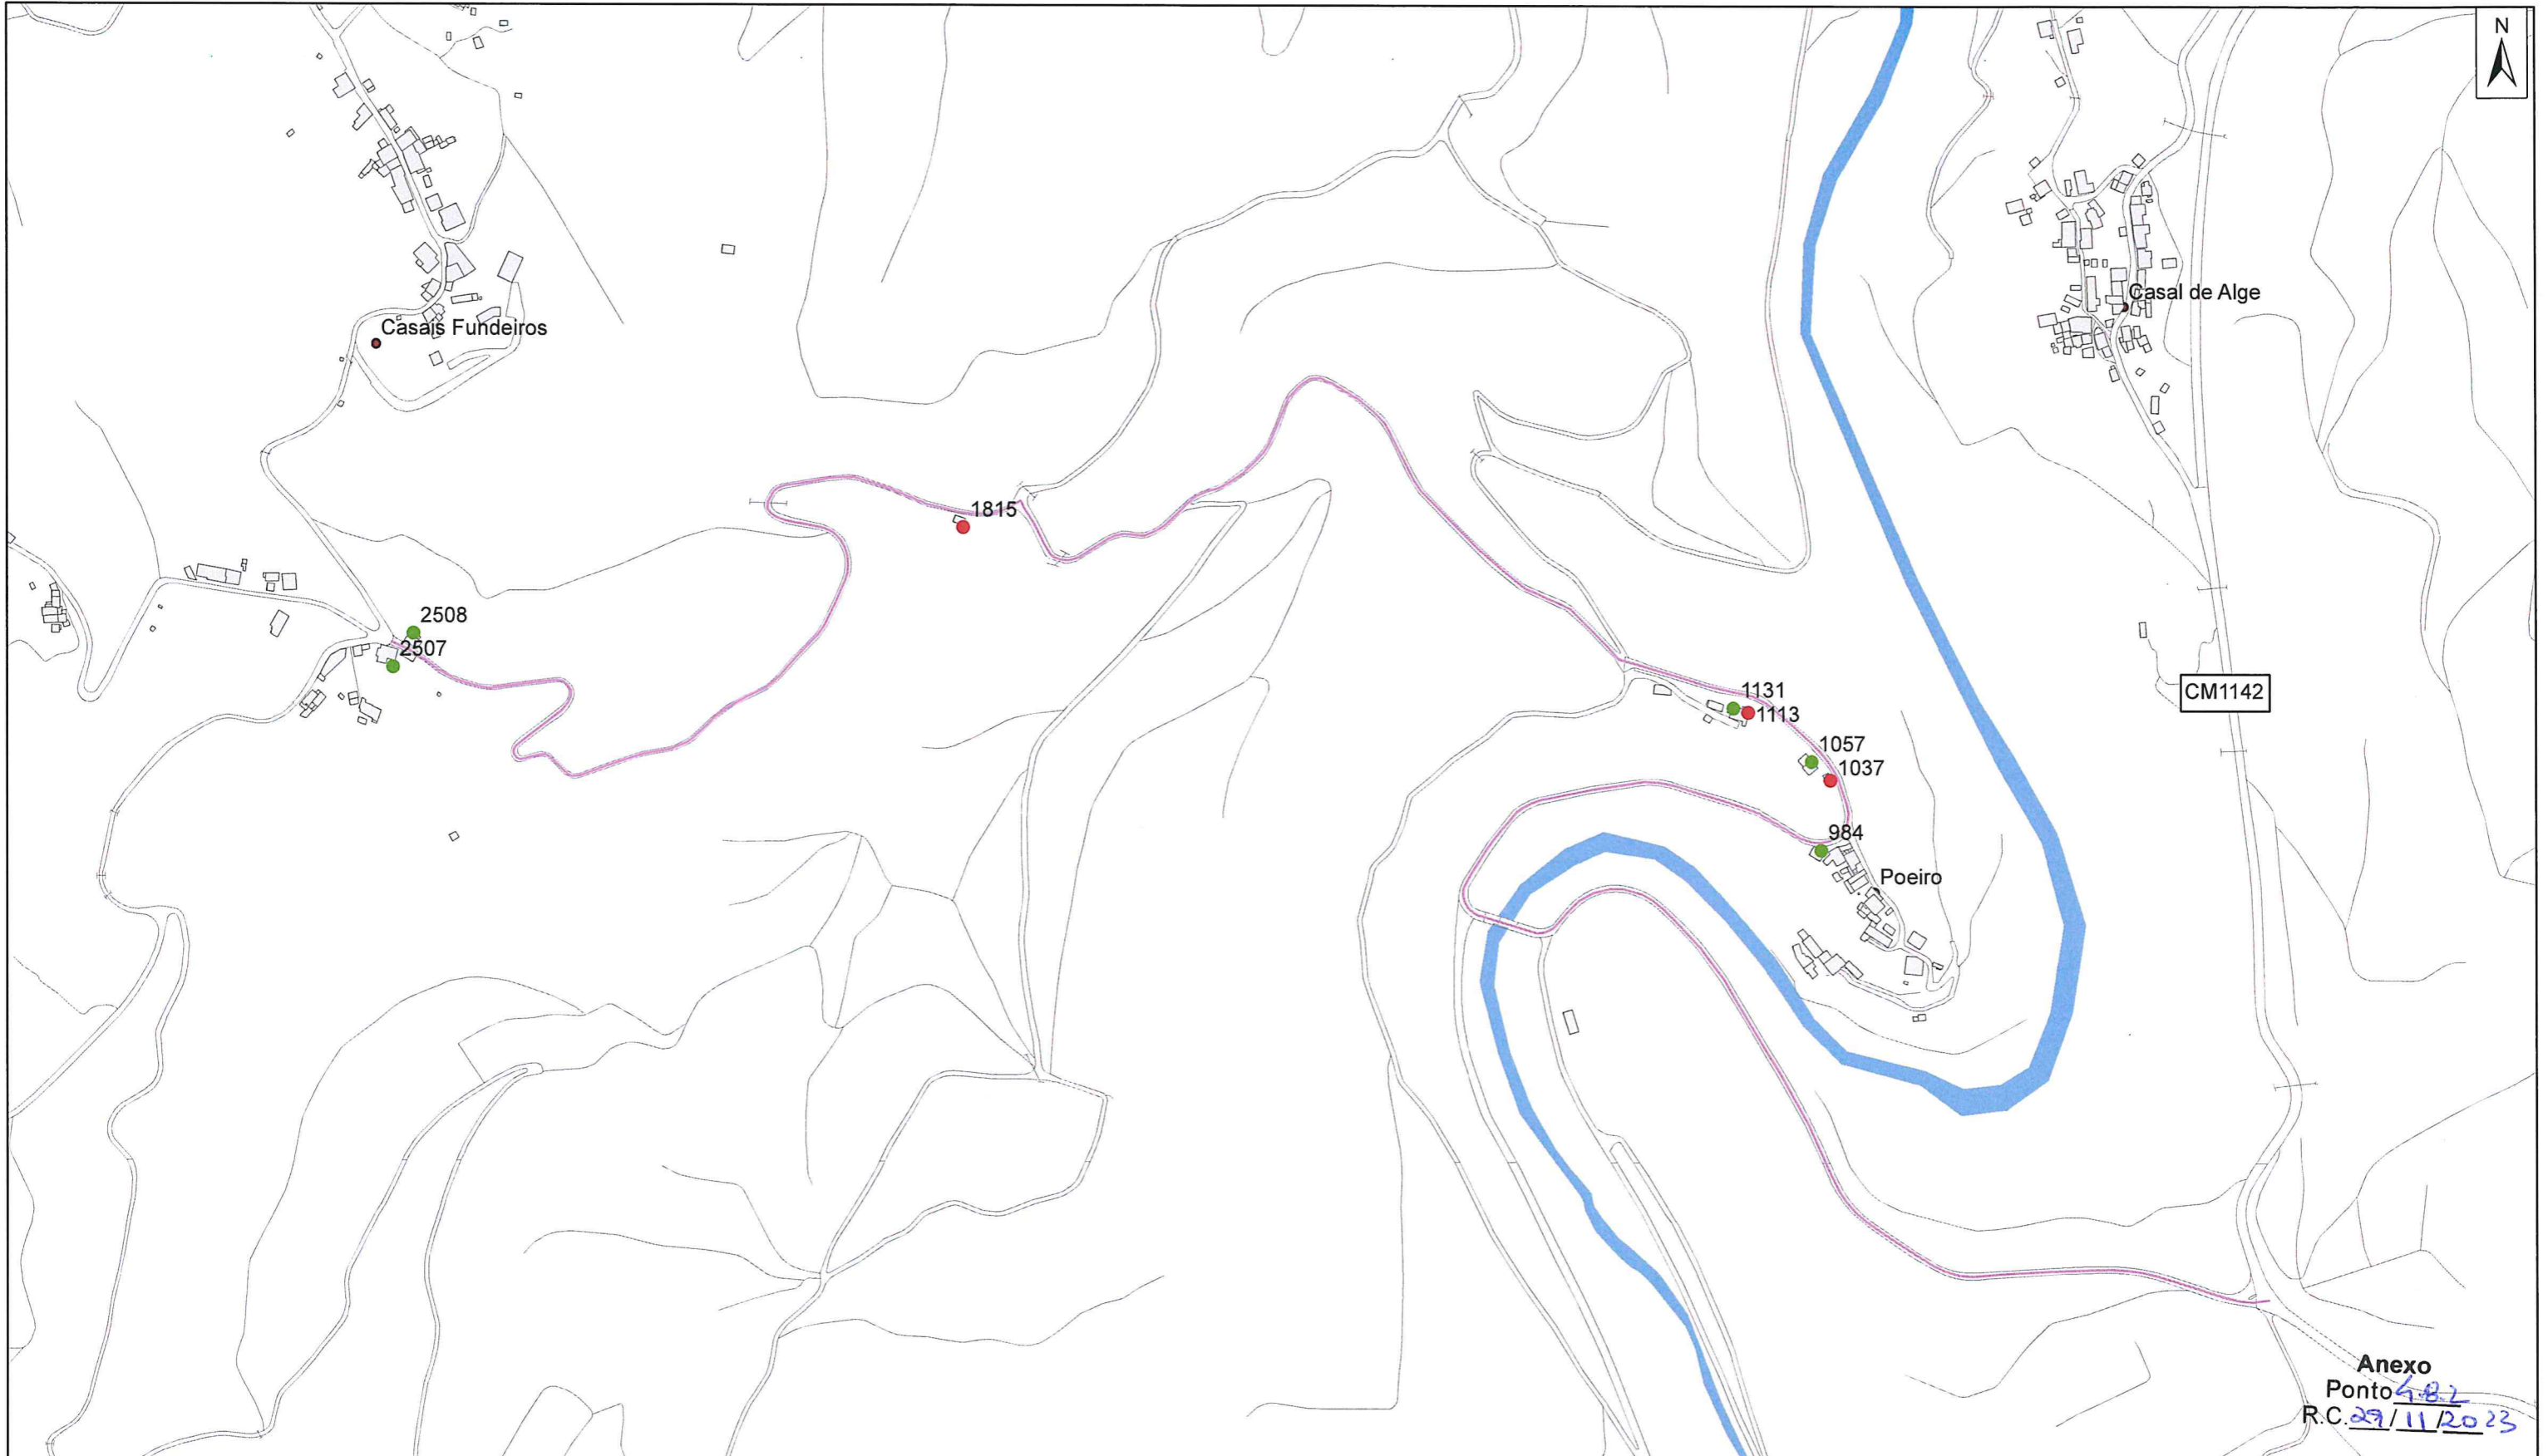 N
Casal de Alge
Casais Fundeiros
1815
2508
2507
CM1142
1131
1113
1057
1037
984
Poeiro
Anexo
Ponto 4.8.2
R.C. 29/11/2023